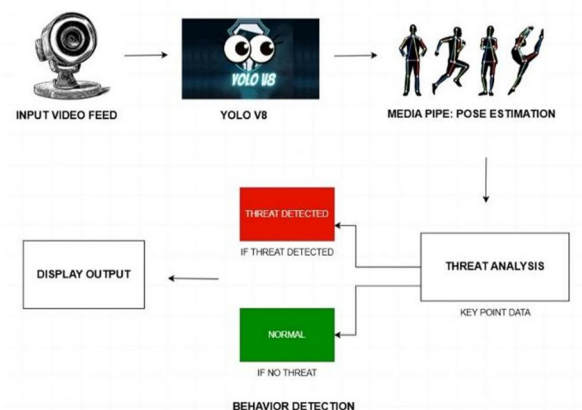 INPUT VIDEO FEED
YOLO V8
YOLO V8
MEDIA PIPE: POSE ESTIMATION
THREAT DETECTED
IF THREAT DETECTED
DISPLAY OUTPUT
THREAT ANALYSIS
KEY POINT DATA
NORMAL
IF NO THREAT
BEHAVIOR DETECTION